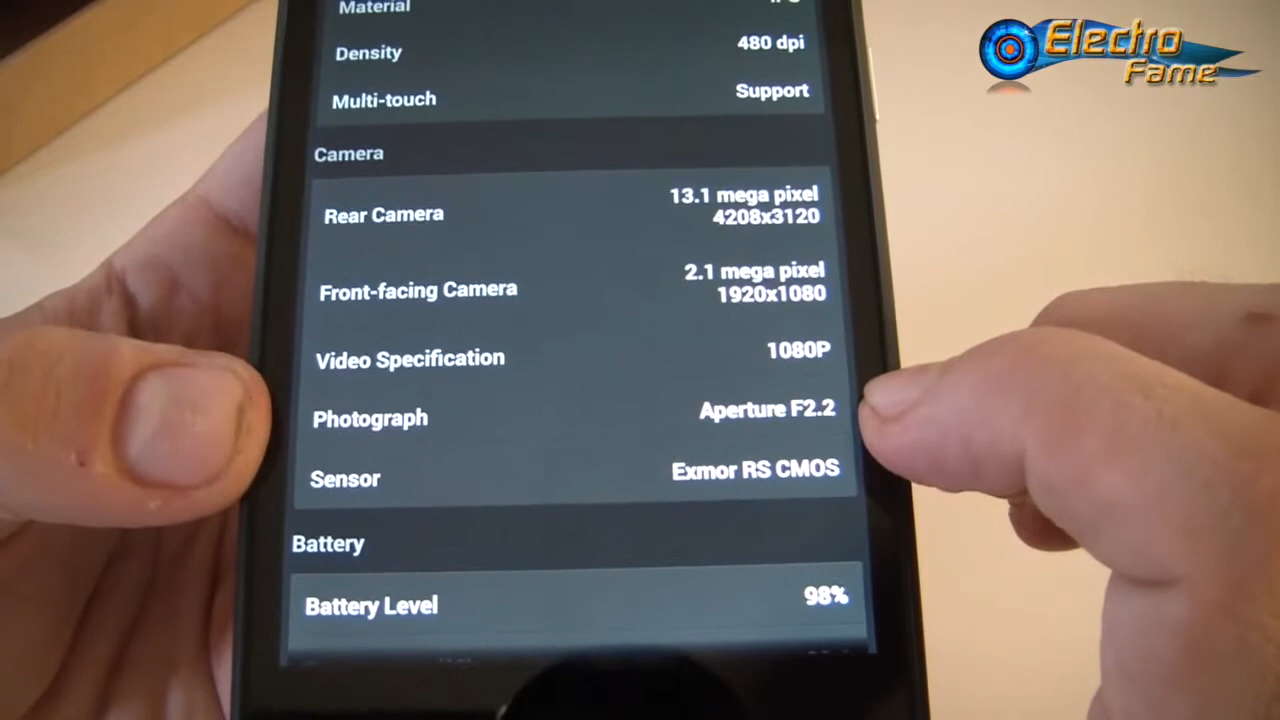 Electro
Fame
Material
Density 480 dpi
Multi-touch Support
Camera
Rear Camera 13.1 mega pixel
4208x3120
Front-facing Camera 2.1 mega pixel
1920x1080
Video Specification 1080P
Photograph Aperture F2.2
Sensor Exmor RS CMOS
Battery
Battery Level 98%